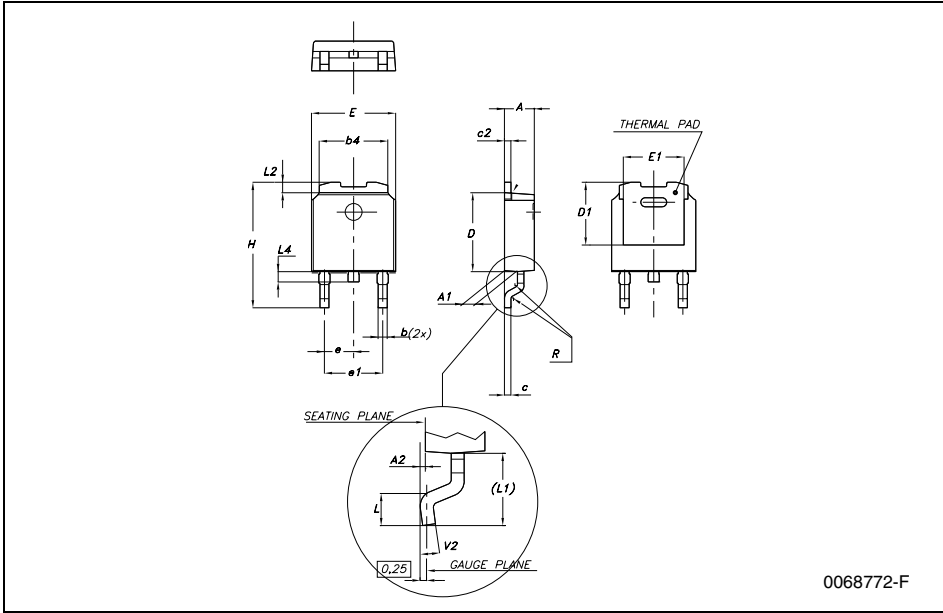 E
b4
L2
H
L4
e
e1
b(2x)
A
c2
D
A1
R
c
THERMAL PAD
E1
D1
SEATING PLANE
A2
(L1)
L
V2
0,25
GAUGE PLANE
0068772-F